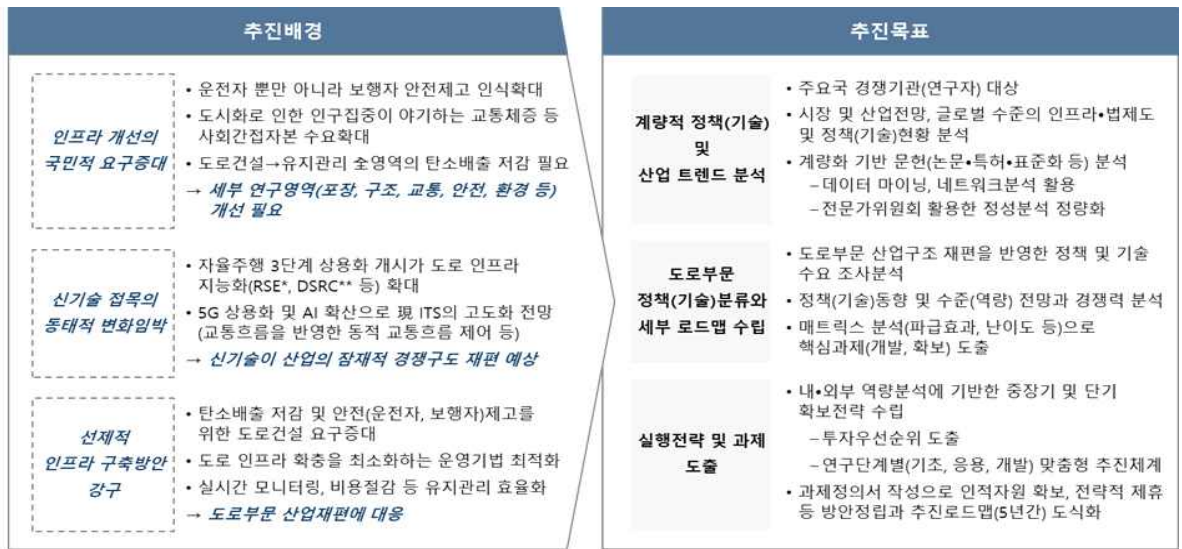 추진배경
인프라 개선의
국민적 요구증대
• 운전자 뿐만 아니라 보행자 안전제고 인식확대
• 도시화로 인한 인구집중이 야기하는 교통체증 등
사회간접자본 수요확대
• 도로건설→유지관리 全영역의 탄소배출 저감 필요
→ 세부 연구영역(포장, 구조, 교통, 안전, 환경 등)
개선 필요
신기술 접목의
동태적 변화임박
• 자율주행 3단계 상용화 개시가 도로 인프라
지능화(RSE*, DSRC** 등) 확대
• 5G 상용화 및 AI 확산으로 現 ITS의 고도화 전망
(교통흐름을 반영한 동적 교통흐름 제어 등)
→ 신기술이 산업의 잠재적 경쟁구도 재편 예상
선제적
인프라 구축방안
강구
• 탄소배출 저감 및 안전(운전자, 보행자)제고를
위한 도로건설 요구증대
• 도로 인프라 확충을 최소화하는 운영기법 최적화
• 실시간 모니터링, 비용절감 등 유지관리 효율화
→ 도로부문 산업재편에 대응
추진목표
계량적 정책(기술)
및
산업 트렌드 분석
• 주요국 경쟁기관(연구자) 대상
• 시장 및 산업전망, 글로벌 수준의 인프라•법제도
및 정책(기술)현황 분석
• 계량화 기반 문헌(논문•특허•표준화 등) 분석
– 데이터 마이닝, 네트워크분석 활용
– 전문가위원회 활용한 정성분석 정량화
도로부문
정책(기술)분류와
세부 로드맵 수립
• 도로부문 산업구조 재편을 반영한 정책 및 기술
수요 조사분석
• 정책(기술)동향 및 수준(역량) 전망과 경쟁력 분석
• 매트릭스 분석(파급효과, 난이도 등)으로
핵심과제(개발, 확보) 도출
실행전략 및 과제
도출
• 내•외부 역량분석에 기반한 중장기 및 단기
확보전략 수립
– 투자우선순위 도출
– 연구단계별(기초, 응용, 개발) 맞춤형 추진체계
• 과제정의서 작성으로 인적자원 확보, 전략적 제휴
등 방안정립과 추진로드맵(5년간) 도식화